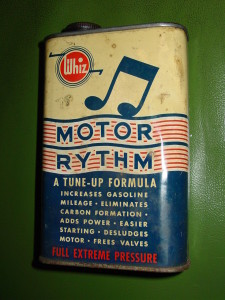 Whiz
MOTOR
RYTHM
A TUNE-UP FORMULA
INCREASES GASOLINE
MILEAGE • ELIMINATES
CARBON FORMATION •
ADDS POWER • EASIER
STARTING • DESLUDGES
MOTOR • FREES VALVES
FULL EXTREME PRESSURE